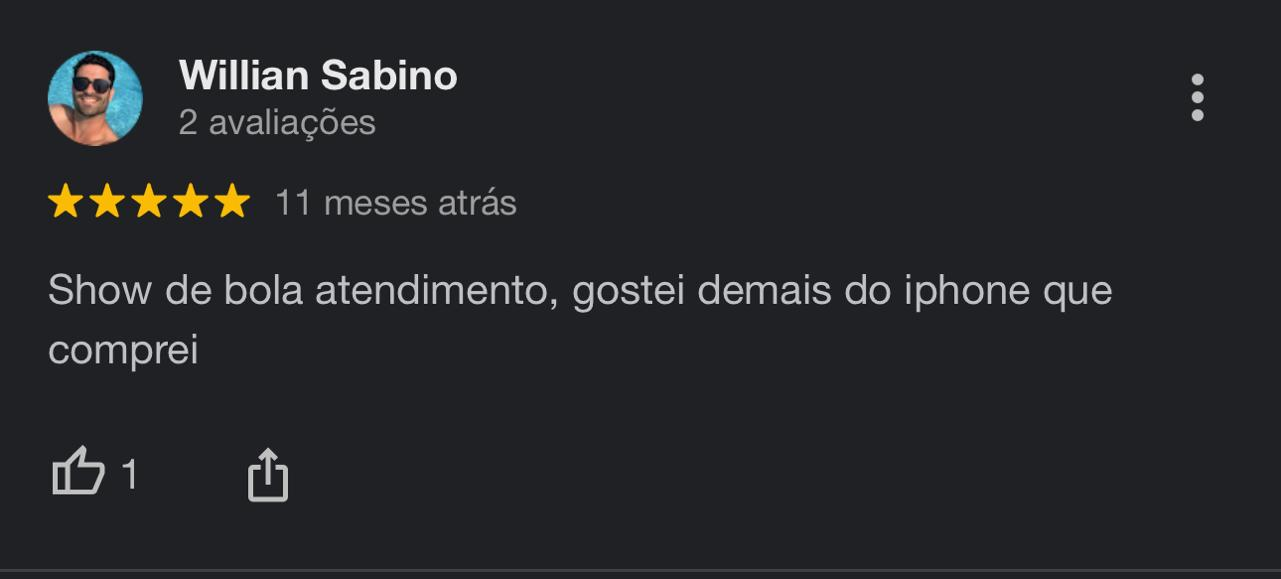 Willian Sabino
2 avaliações
11 meses atrás
Show de bola atendimento, gostei demais do iphone que
comprei
1